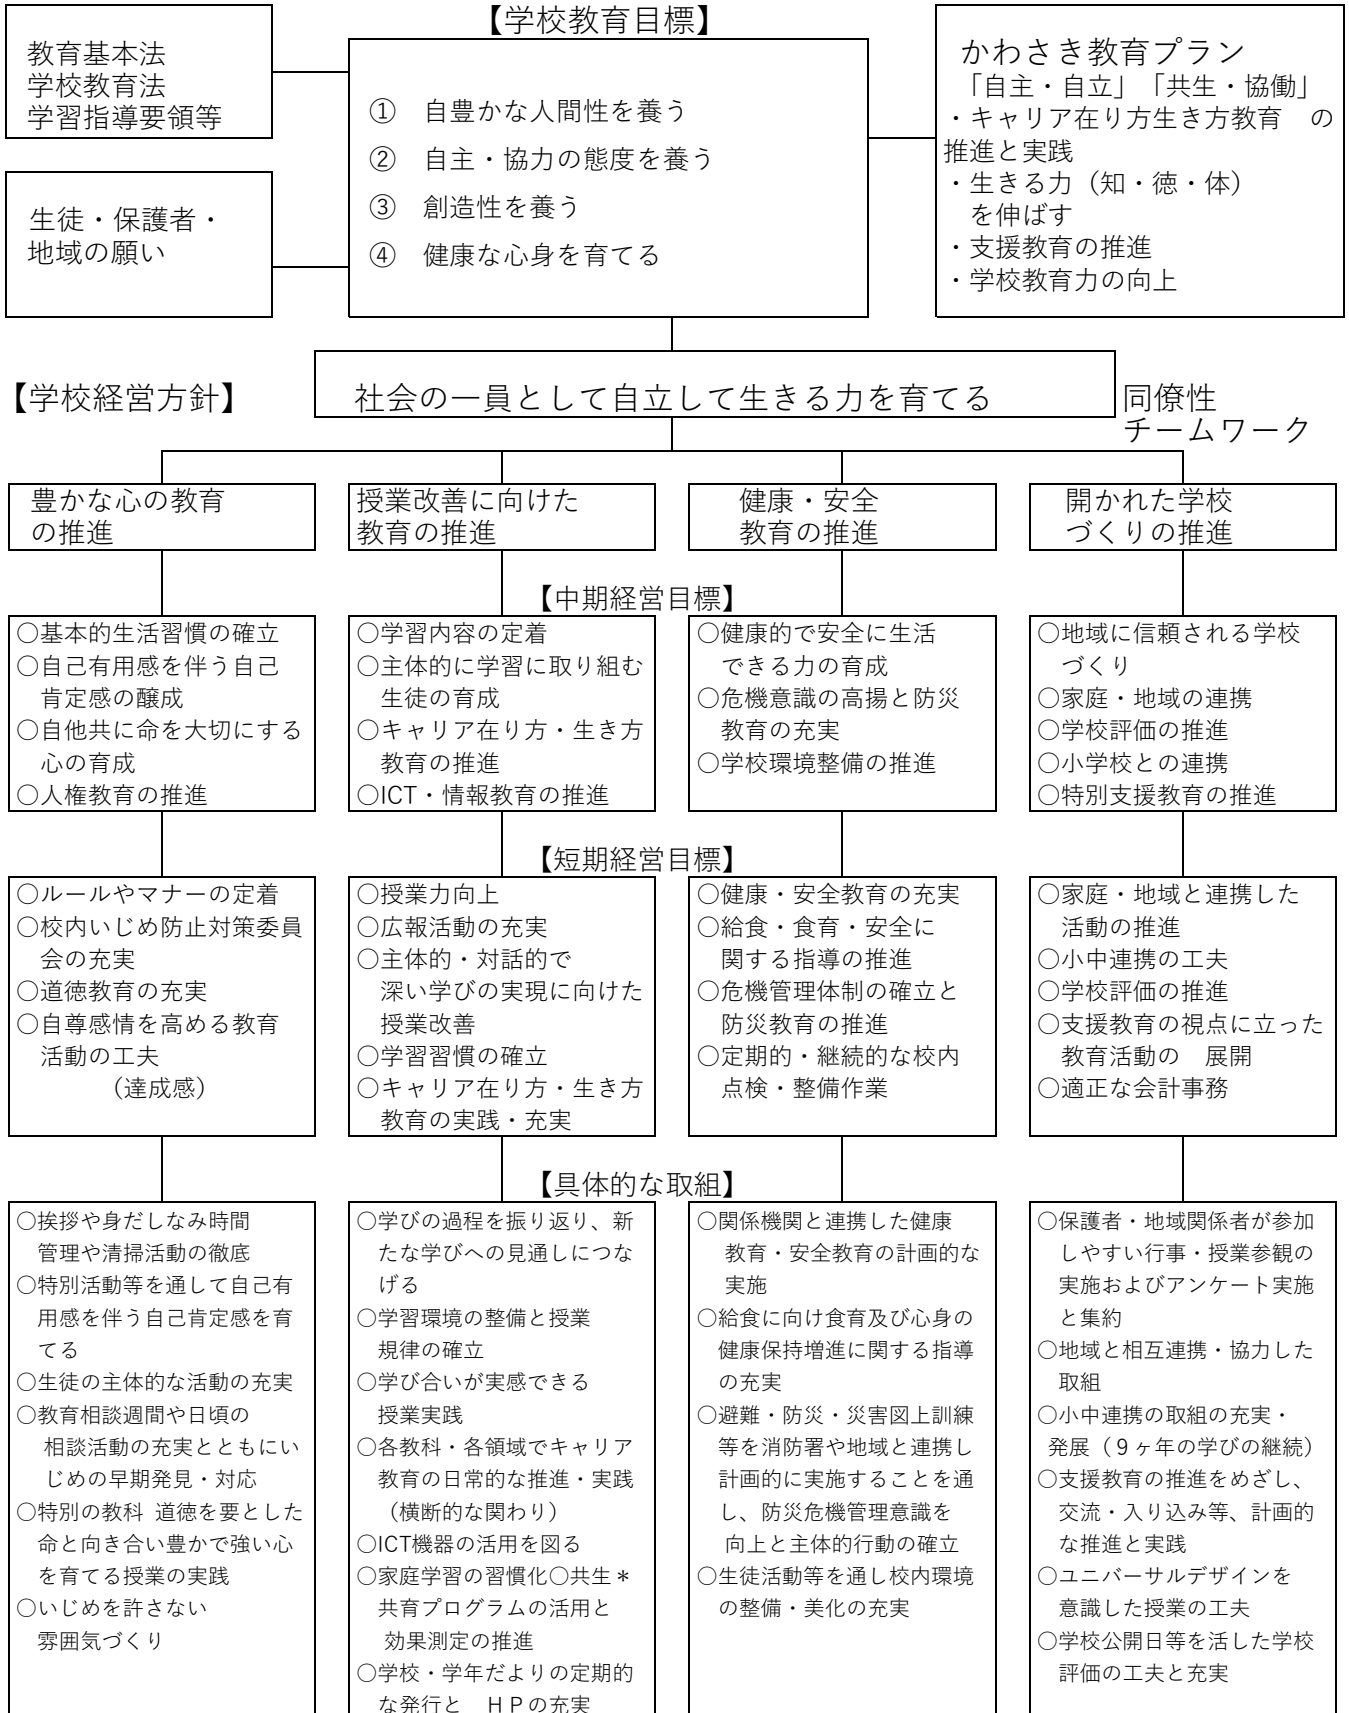 【学校教育目標】
教育基本法
学校教育法
学習指導要領等
生徒・保護者・
地域の願い
① 自豊かな人間性を養う
② 自主・協力の態度を養う
③ 創造性を養う
④ 健康な心身を育てる
かわさき教育プラン
「自主・自立」「共生・協働」
・キャリア在り方生き方教育 の
推進と実践
・生きる力（知・徳・体）
を伸ばす
・支援教育の推進
・学校教育力の向上
【学校経営方針】
社会の一員として自立して生きる力を育てる
同僚性
チームワーク
豊かな心の教育
の推進
授業改善に向けた
教育の推進
健康・安全
教育の推進
開かれた学校
づくりの推進
【中期経営目標】
○基本的生活習慣の確立
○自己有用感を伴う自己
肯定感の醸成
○自他共に命を大切にする
心の育成
○人権教育の推進
○学習内容の定着
○主体的に学習に取り組む
生徒の育成
○キャリア在り方・生き方
教育の推進
○ICT・情報教育の推進
○健康的で安全に生活
できる力の育成
○危機意識の高揚と防災
教育の充実
○学校環境整備の推進
○地域に信頼される学校
づくり
○家庭・地域の連携
○学校評価の推進
○小学校との連携
○特別支援教育の推進
【短期経営目標】
○ルールやマナーの定着
○校内いじめ防止対策委員
会の充実
○道徳教育の充実
○自尊感情を高める教育
活動の工夫
（達成感）
○授業力向上
○広報活動の充実
○主体的・対話的で
深い学びの実現に向けた
授業改善
○学習習慣の確立
○キャリア在り方・生き方
教育の実践・充実
○健康・安全教育の充実
○給食・食育・安全に
関する指導の推進
○危機管理体制の確立と
防災教育の推進
○定期的・継続的な校内
点検・整備作業
○家庭・地域と連携した
活動の推進
○小中連携の工夫
○学校評価の推進
○支援教育の視点に立った
教育活動の 展開
○適正な会計事務
【具体的な取組】
○挨拶や身だしなみ時間
管理や清掃活動の徹底
○特別活動等を通して自己有
用感を伴う自己肯定感を育
てる
○生徒の主体的な活動の充実
○教育相談週間や日頃の
相談活動の充実とともにい
じめの早期発見・対応
○特別の教科 道徳を要とした
命と向き合い豊かで強い心
を育てる授業の実践
○いじめを許さない
雰囲気づくり
○学びの過程を振り返り、新
たな学びへの見通しにつな
げる
○学習環境の整備と授業
規律の確立
○学び合いが実感できる
授業実践
○各教科・各領域でキャリア
教育の日常的な推進・実践
（横断的な関わり）
○ICT機器の活用を図る
○家庭学習の習慣化○共生＊
共育プログラムの活用と
効果測定の推進
○学校・学年だよりの定期的
な発行と ＨＰの充実
○関係機関と連携した健康
教育・安全教育の計画的な
実施
○給食に向け食育及び心身の
健康保持増進に関する指導
の充実
○避難・防災・災害図上訓練
等を消防署や地域と連携し
計画的に実施することを通
し、防災危機管理意識を
向上と主体的行動の確立
○生徒活動等を通し校内環境
の整備・美化の充実
○保護者・地域関係者が参加
しやすい行事・授業参観の
実施およびアンケート実施
と集約
○地域と相互連携・協力した
取組
○小中連携の取組の充実・
発展（９ヶ年の学びの継続）
○支援教育の推進をめざし、
交流・入り込み等、計画的
な推進と実践
○ユニバーサルデザインを
意識した授業の工夫
○学校公開日等を活した学校
評価の工夫と充実